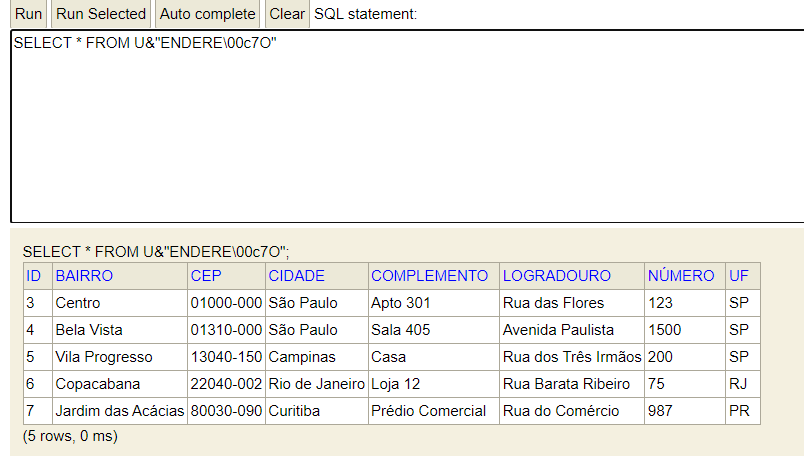 Run Run Selected Auto complete Clear SQL statement:
SELECT * FROM U&"ENDERE\00c7O"
SELECT * FROM U&"ENDERE\00c7O";
ID BAIRRO CEP CIDADE COMPLEMENTO LOGRADOURO NÚMERO UF
3 Centro 01000-000 São Paulo Apto 301 Rua das Flores 123 SP
4 Bela Vista 01310-000 São Paulo Sala 405 Avenida Paulista 1500 SP
5 Vila Progresso 13040-150 Campinas Casa Rua dos Três Irmãos 200 SP
6 Copacabana 22040-002 Rio de Janeiro Loja 12 Rua Barata Ribeiro 75 RJ
7 Jardim das Acácias 80030-090 Curitiba Prédio Comercial Rua do Comércio 987 PR
(5 rows, 0 ms)